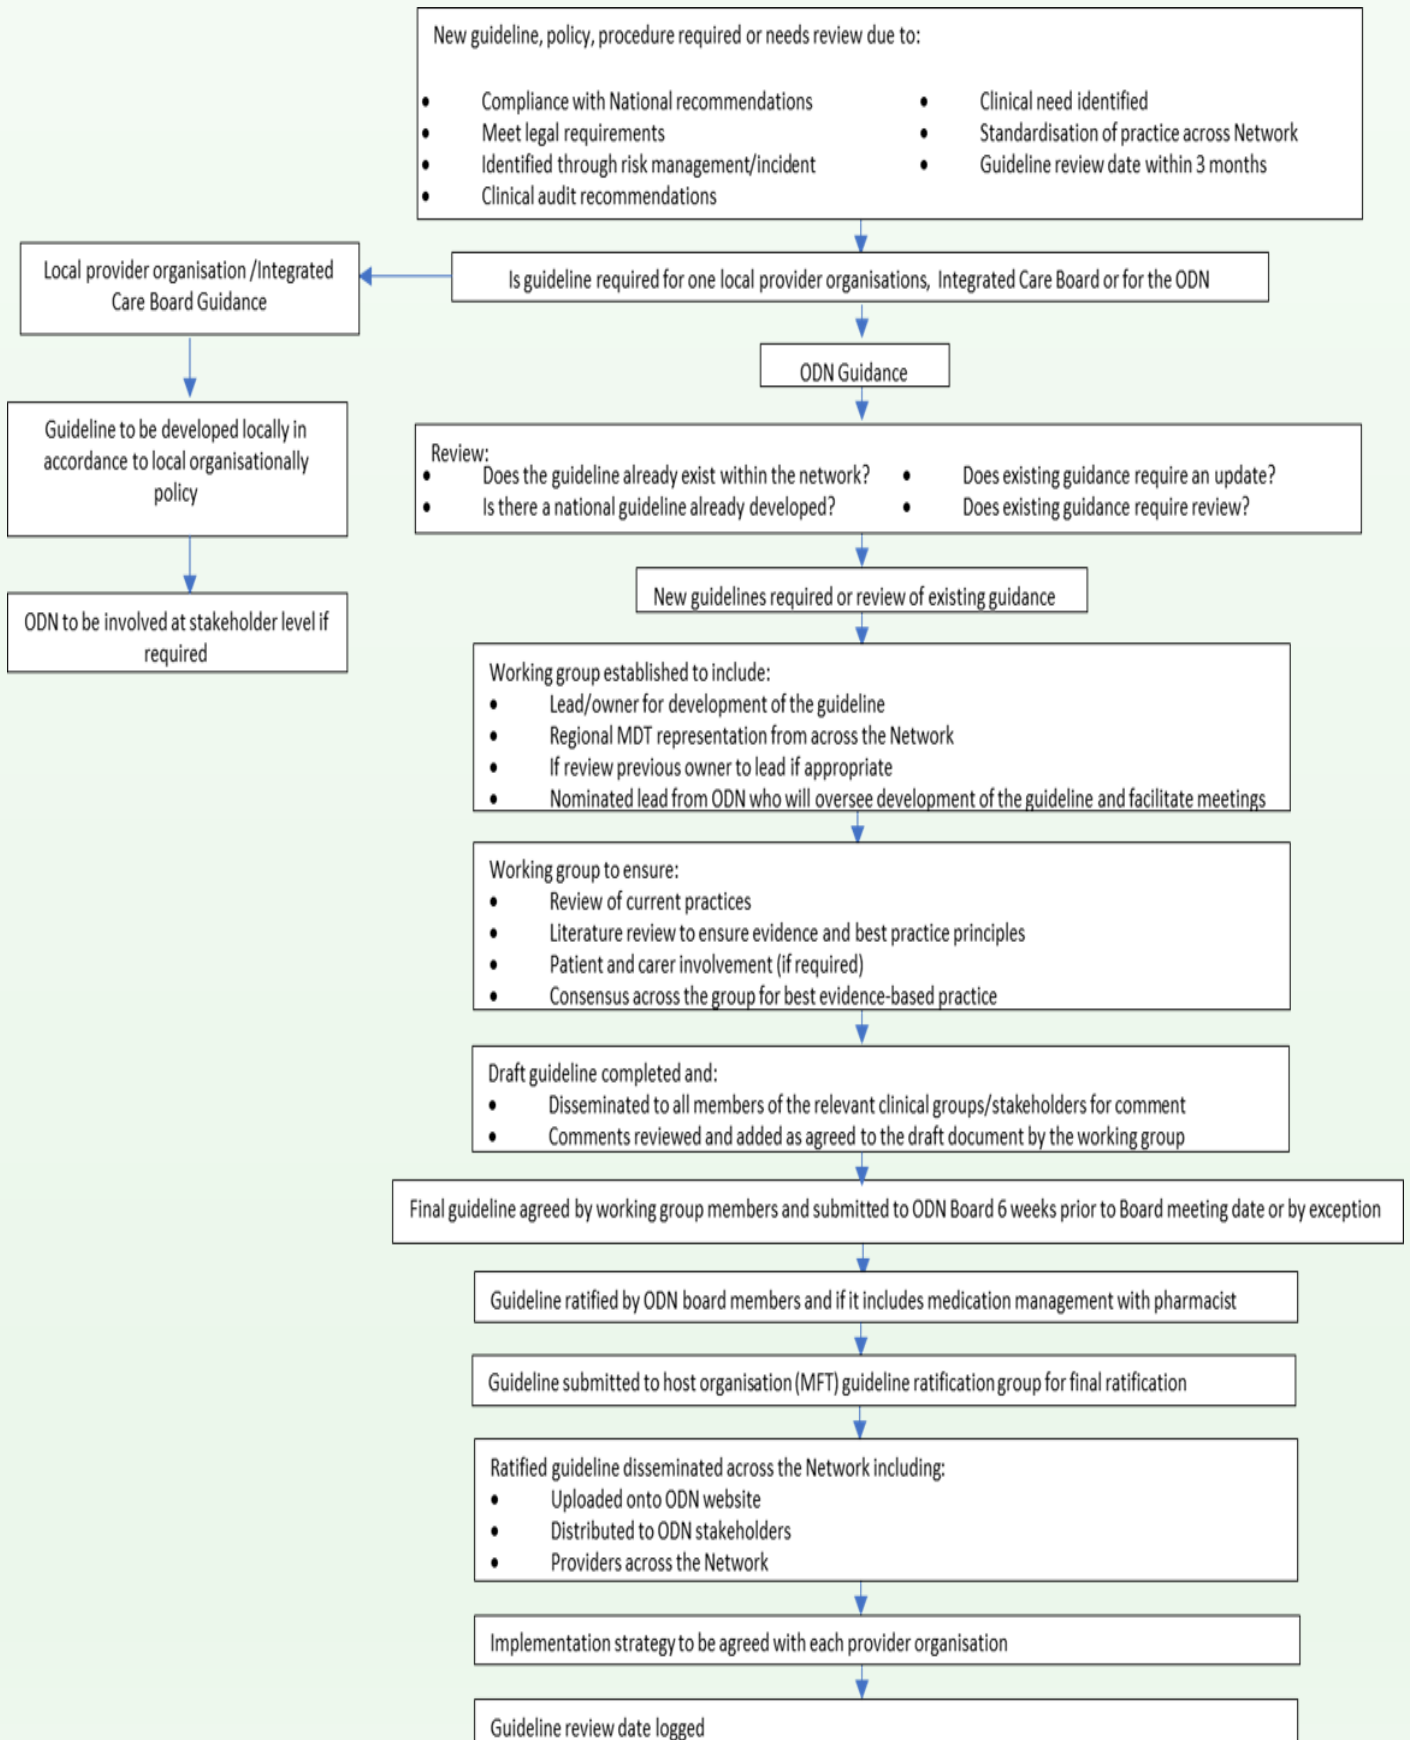 New guideline, policy, procedure required or needs review due to:
• Compliance with National recommendations
• Meet legal requirements
• Identified through risk management/incident
• Clinical audit recommendations
• Clinical need identified
• Standardisation of practice across Network
• Guideline review date within 3 months
Is guideline required for one local provider organisations, Integrated Care Board or for the ODN
Local provider organisation /Integrated
Care Board Guidance
Guideline to be developed locally in
accordance to local organisationally
policy
ODN to be involved at stakeholder level if
required
ODN Guidance
Review:
• Does the guideline already exist within the network?
• Is there a national guideline already developed?
• Does existing guidance require an update?
• Does existing guidance require review?
New guidelines required or review of existing guidance
Working group established to include:
• Lead/owner for development of the guideline
• Regional MDT representation from across the Network
• If review previous owner to lead if appropriate
• Nominated lead from ODN who will oversee development of the guideline and facilitate meetings
Working group to ensure:
• Review of current practices
• Literature review to ensure evidence and best practice principles
• Patient and carer involvement (if required)
• Consensus across the group for best evidence-based practice
Draft guideline completed and:
• Disseminated to all members of the relevant clinical groups/stakeholders for comment
• Comments reviewed and added as agreed to the draft document by the working group
Final guideline agreed by working group members and submitted to ODN Board 6 weeks prior to Board meeting date or by exception
Guideline ratified by ODN board members and if it includes medication management with pharmacist
Guideline submitted to host organisation (MFT) guideline ratification group for final ratification
Ratified guideline disseminated across the Network including:
• Uploaded onto ODN website
• Distributed to ODN stakeholders
• Providers across the Network
Implementation strategy to be agreed with each provider organisation
Guideline review date logged